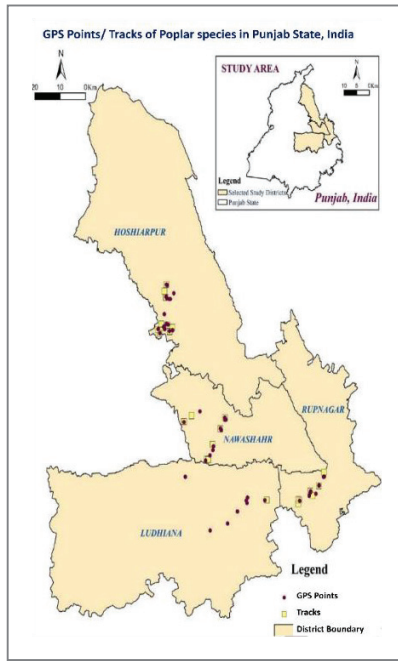 GPS Points/ Tracks of Poplar species in Punjab State, India
N
20 10 0Km
STUDY AREA
N
10 5 0Km
Legend
Selected Study Districts
Punjab State
Punjab, India
HOSHIARPUR
RUPNAGAR
NAWASHAHR
LUDHIANA
Legend
GPS Points
Tracks
District Boundary